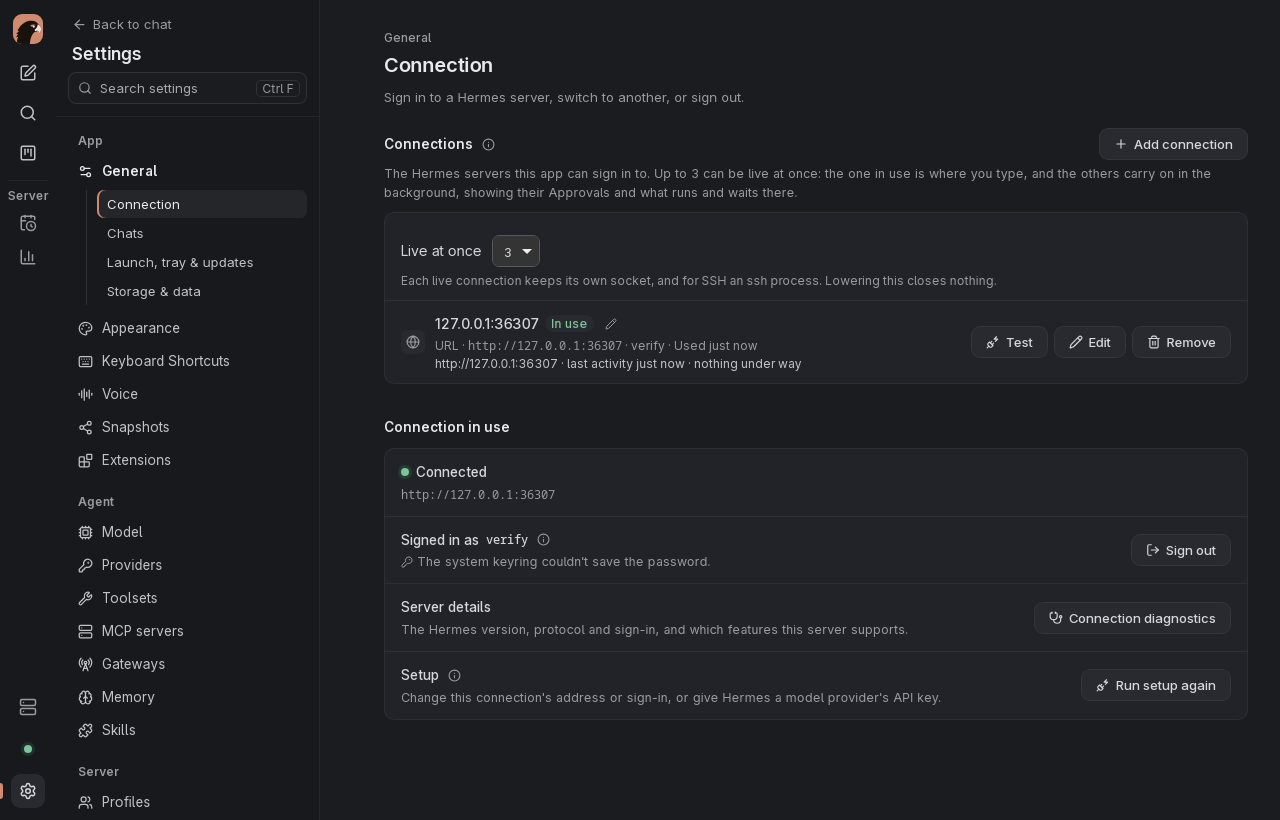 Back to chat
Settings
Search settings
Ctrl F
Server
App
General
Connection
Chats
Launch, tray & updates
Storage & data
Appearance
Keyboard Shortcuts
Voice
Snapshots
Extensions
Agent
Model
Providers
Toolsets
MCP servers
Gateways
Memory
Skills
Server
Profiles
General
Connection
Sign in to a Hermes server, switch to another, or sign out.
Connections
Add connection
The Hermes servers this app can sign in to. Up to 3 can be live at once: the one in use is where you type, and the others carry on in the
background, showing their Approvals and what runs and waits there.
Live at once 3
Each live connection keeps its own socket, and for SSH an ssh process. Lowering this closes nothing.
127.0.0.1:36307 In use
URL · http://127.0.0.1:36307 · verify · Used just now
http://127.0.0.1:36307 · last activity just now · nothing under way
Test
Edit
Remove
Connection in use
Connected
http://127.0.0.1:36307
Signed in as verify
The system keyring couldn't save the password.
Sign out
Server details
The Hermes version, protocol and sign-in, and which features this server supports.
Connection diagnostics
Setup
Change this connection's address or sign-in, or give Hermes a model provider's API key.
Run setup again